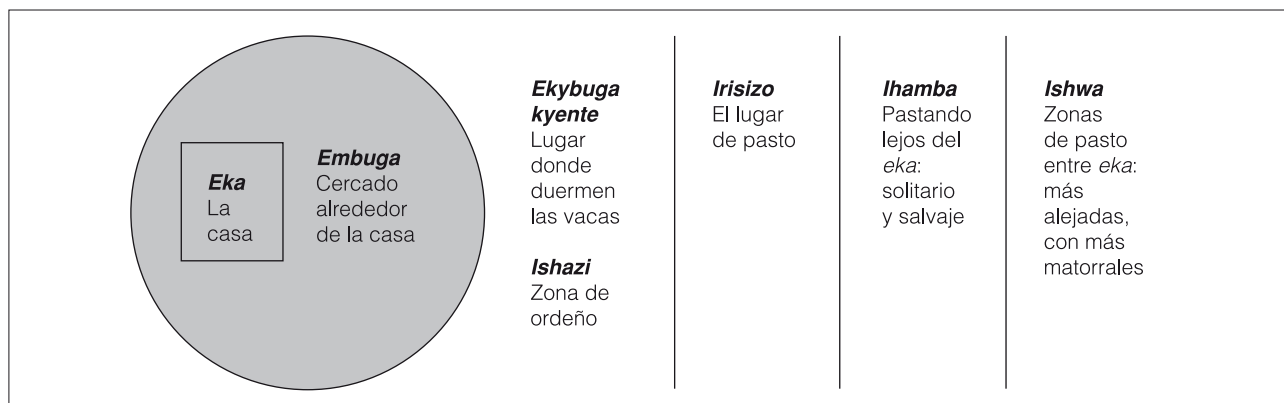 Eka
La
casa
Embuga
Cercado
alrededor
de la casa
Ekybuga
kyente
Lugar
donde
duermen
las vacas
Ishazi
Zona de
ordeño
Irisizo
El lugar
de pasto
Ihamba
Pastando
lejos del
eka:
solitario
y salvaje
Ishwa
Zonas
de pasto
entre eka:
más
alejadas,
con más
matorrales